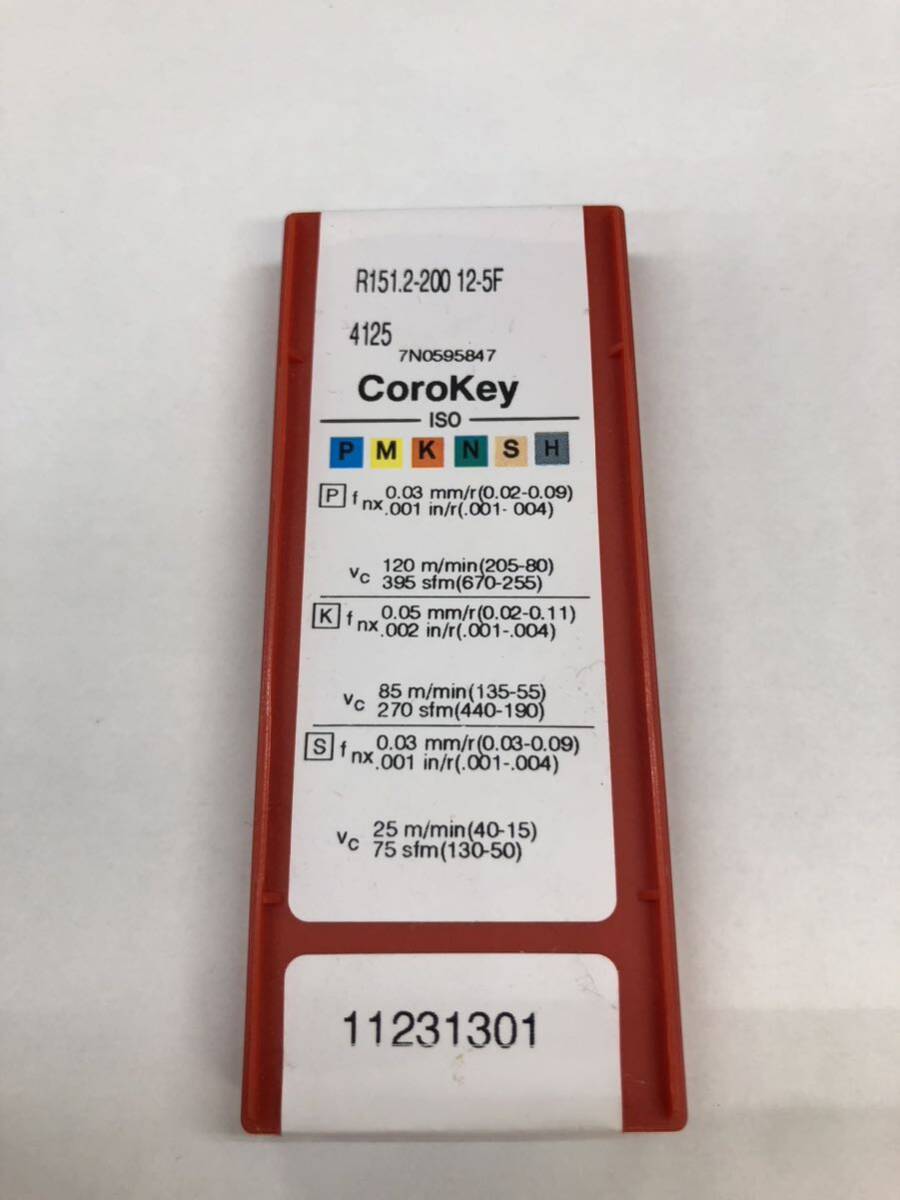 R151.2-200 12-5F
4125
7N0595847
CoroKey
ISO
P M K N S H
P fnx 0.03 mm/r(0.02-0.09)
.001 in/r(.001- 004)
vc 120 m/min(205-80)
395 sfm(670-255)
K fnx 0.05 mm/r(0.02-0.11)
.002 in/r(.001-.004)
vc 85 m/min(135-55)
270 sfm(440-190)
S fnx 0.03 mm/r(0.03-0.09)
.001 in/r(.001-.004)
vc 25 m/min(40-15)
75 sfm(130-50)
11231301